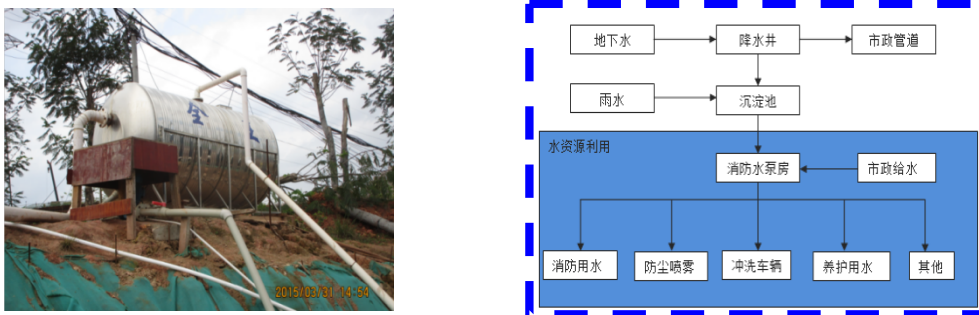 2015/03/31 14:54
地下水
降水井
市政管道
雨水
沉淀池
水资源利用
消防水泵房
市政给水
消防用水
防尘喷雾
冲洗车辆
养护用水
其他